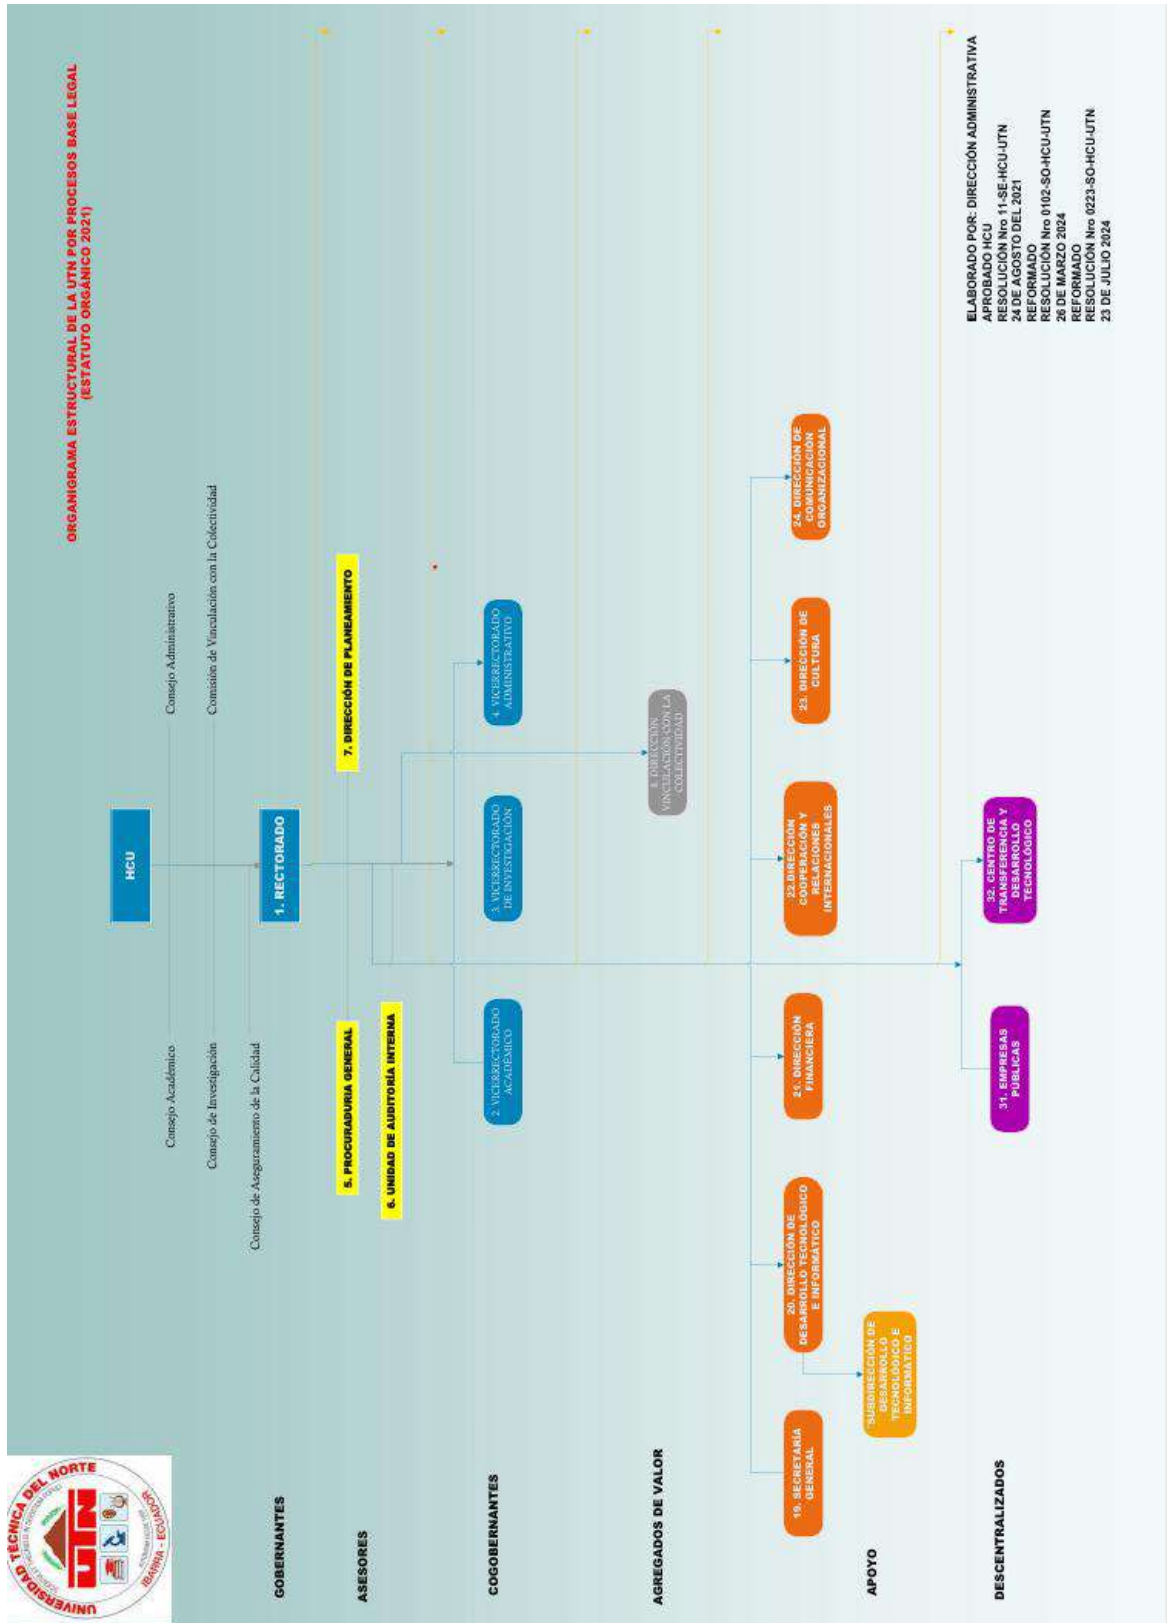 UNIVERSIDAD TÉCNICA DEL NORTE
UTN
IBARRA - ECUADOR
ORGANIGRAMA ESTRUCTURAL DE LA UTN POR PROCESOS BASE LEGAL
(ESTATUTO ORGÁNICO 2021)
HCU
Consejo Académico
Consejo Administrativo
Consejo de Investigación
Comisión de Vinculación con la Colectividad
Consejo de Aseguramiento de la Calidad
GOBERNANTES
1. RECTORADO
ASESORES
5. PROCURADURIA GENERAL
7. DIRECCIÓN DE PLANEAMIENTO
6. UNIDAD DE AUDITORÍA INTERNA
COGOBERNANTES
2. VICERRECTORADO
ACADÉMICO
3. VICERRECTORADO
DE INVESTIGACIÓN
4. VICERRECTORADO
ADMINISTRATIVO
AGREGADOS DE VALOR
DIRECCIÓN
VINCULACIÓN CON LA
COLECTIVIDAD
APOYO
19. SECRETARÍA
GENERAL
20. DIRECCIÓN DE
DESARROLLO TECNOLÓGICO
E INFORMÁTICO
21. DIRECCIÓN
FINANCIERA
22.DIRECCIÓN
COOPERACIÓN Y
RELACIONES
INTERNACIONALES
23. DIRECCIÓN DE
CULTURA
24. DIRECCIÓN DE
COMUNICACIÓN
ORGANIZACIONAL
SUBDIRECCIÓN DE
DESARROLLO
TECNOLÓGICO E
INFORMÁTICO
DESCENTRALIZADOS
31. EMPRESAS
PÚBLICAS
32. CENTRO DE
TRANSFERENCIA Y
DESARROLLO
TECNOLÓGICO
ELABORADO POR: DIRECCIÓN ADMINISTRATIVA
APROBADO HCU
RESOLUCIÓN Nro 11-SE-HCU-UTN
24 DE AGOSTO DEL 2021
REFORMADO
RESOLUCIÓN Nro 0102-SO-HCU-UTN
26 DE MARZO 2024
REFORMADO
RESOLUCIÓN Nro 0223-SO-HCU-UTN
23 DE JULIO 2024